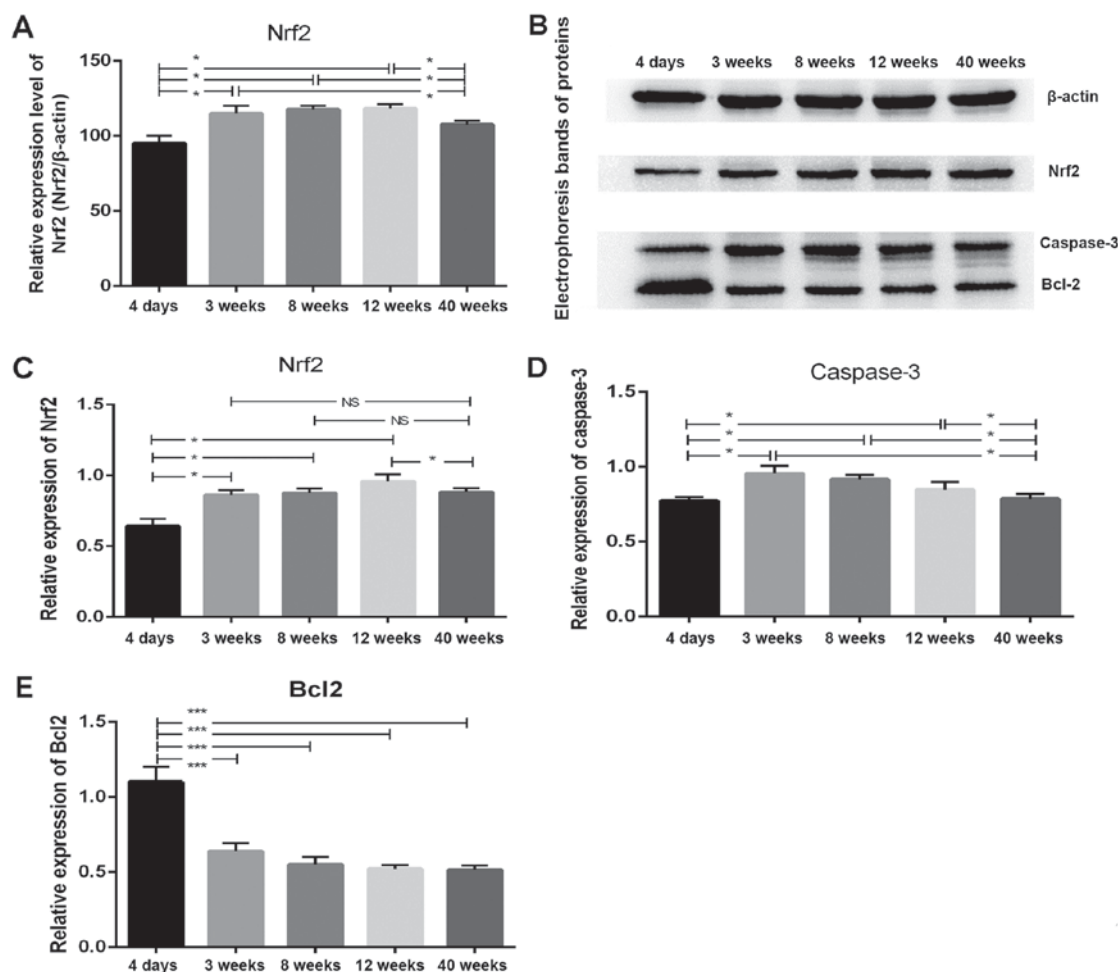 A
Nrf2
Relative expression level of
Nrf2 (Nrf2/β-actin)
150
100
50
0
* *
* *
* *
4 days 3 weeks 8 weeks 12 weeks 40 weeks
B
Electrophoresis bands of proteins
4 days 3 weeks 8 weeks 12 weeks 40 weeks
β-actin
Nrf2
Caspase-3
Bcl-2
C
Nrf2
Relative expression of Nrf2
1.5
1.0
0.5
0.0
NS
NS
*
*
* *
4 days 3 weeks 8 weeks 12 weeks 40 weeks
D
Caspase-3
Relative expression of caspase-3
1.5
1.0
0.5
0.0
* *
* *
* *
4 days 3 weeks 8 weeks 12 weeks 40 weeks
E
Bcl2
Relative expression of Bcl2
1.5
1.0
0.5
0.0
***
***
***
***
4 days 3 weeks 8 weeks 12 weeks 40 weeks